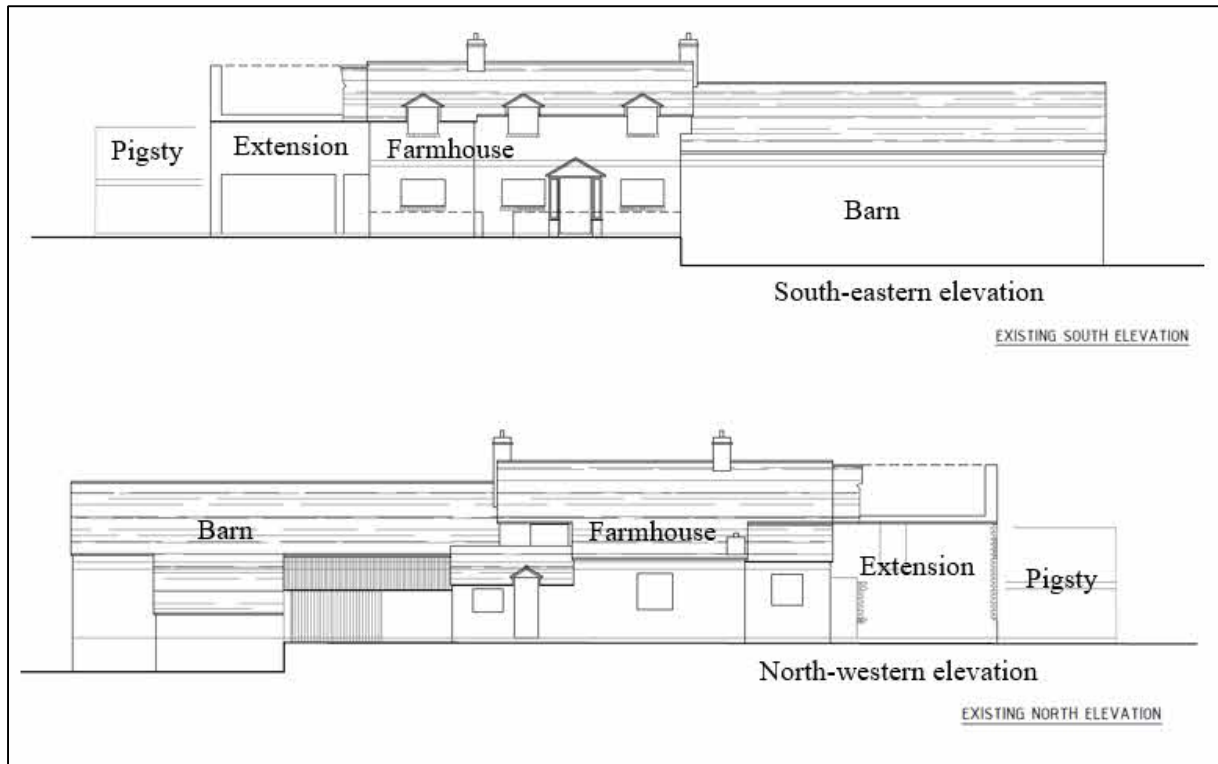 Pigsty
Extension
Farmhouse
Barn
South-eastern elevation
EXISTING SOUTH ELEVATION
Barn
Farmhouse
Extension
Pigsty
North-western elevation
EXISTING NORTH ELEVATION